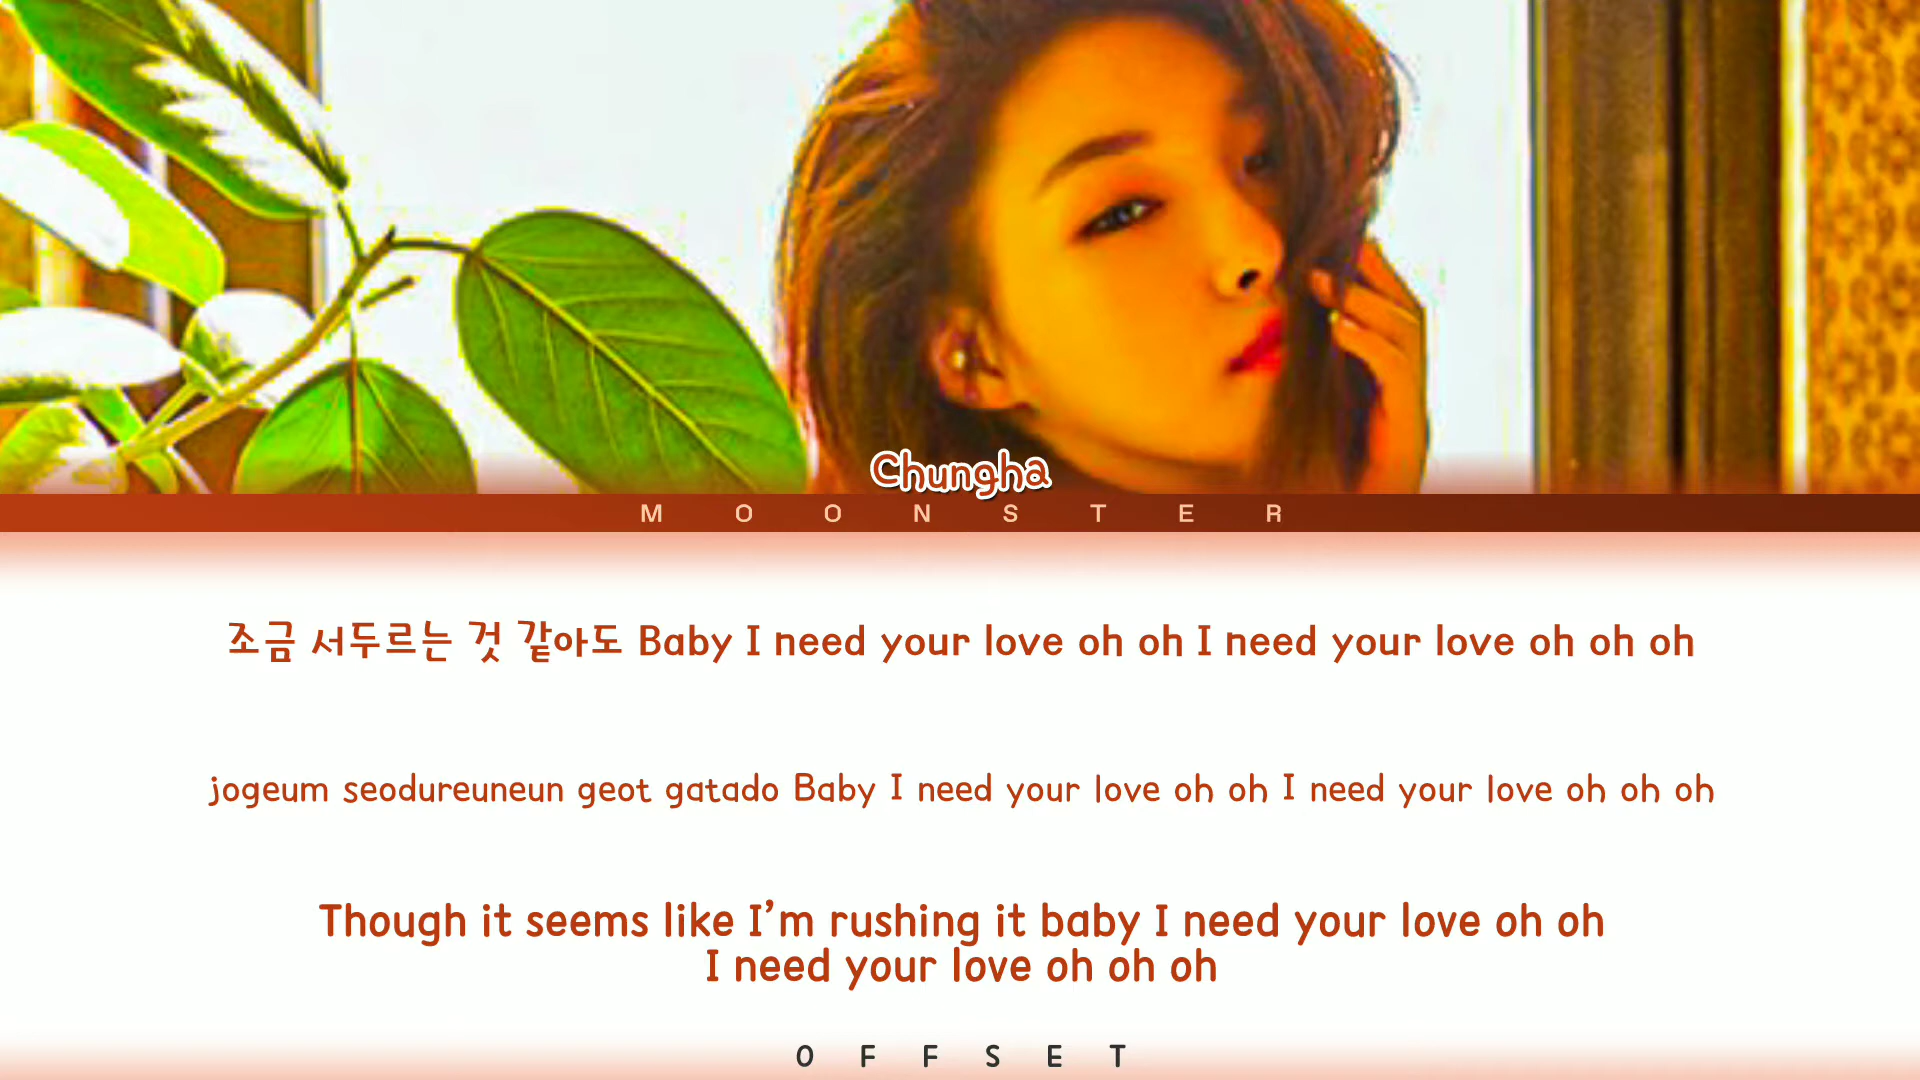 Chungha
MOONSTER
조금 서두르는 것 같아도 Baby I need your love oh oh I need your love oh oh oh
jogeum seodureuneun geot gatado Baby I need your love oh oh I need your love oh oh oh
Though it seems like I’m rushing it baby I need your love oh oh
I need your love oh oh oh
OFFSET